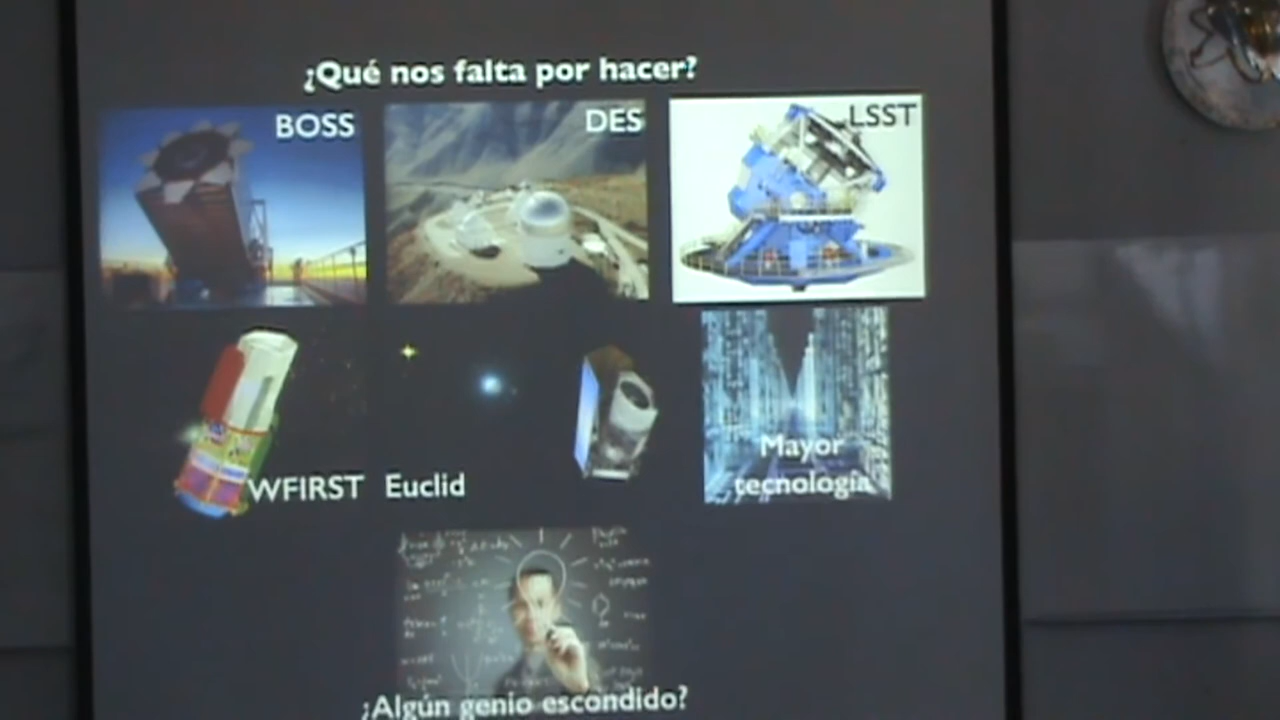 ¿Qué nos falta por hacer?
BOSS
DES
LSST
WFIRST
Euclid
Mayor
tecnología
¿Algún genio escondido?